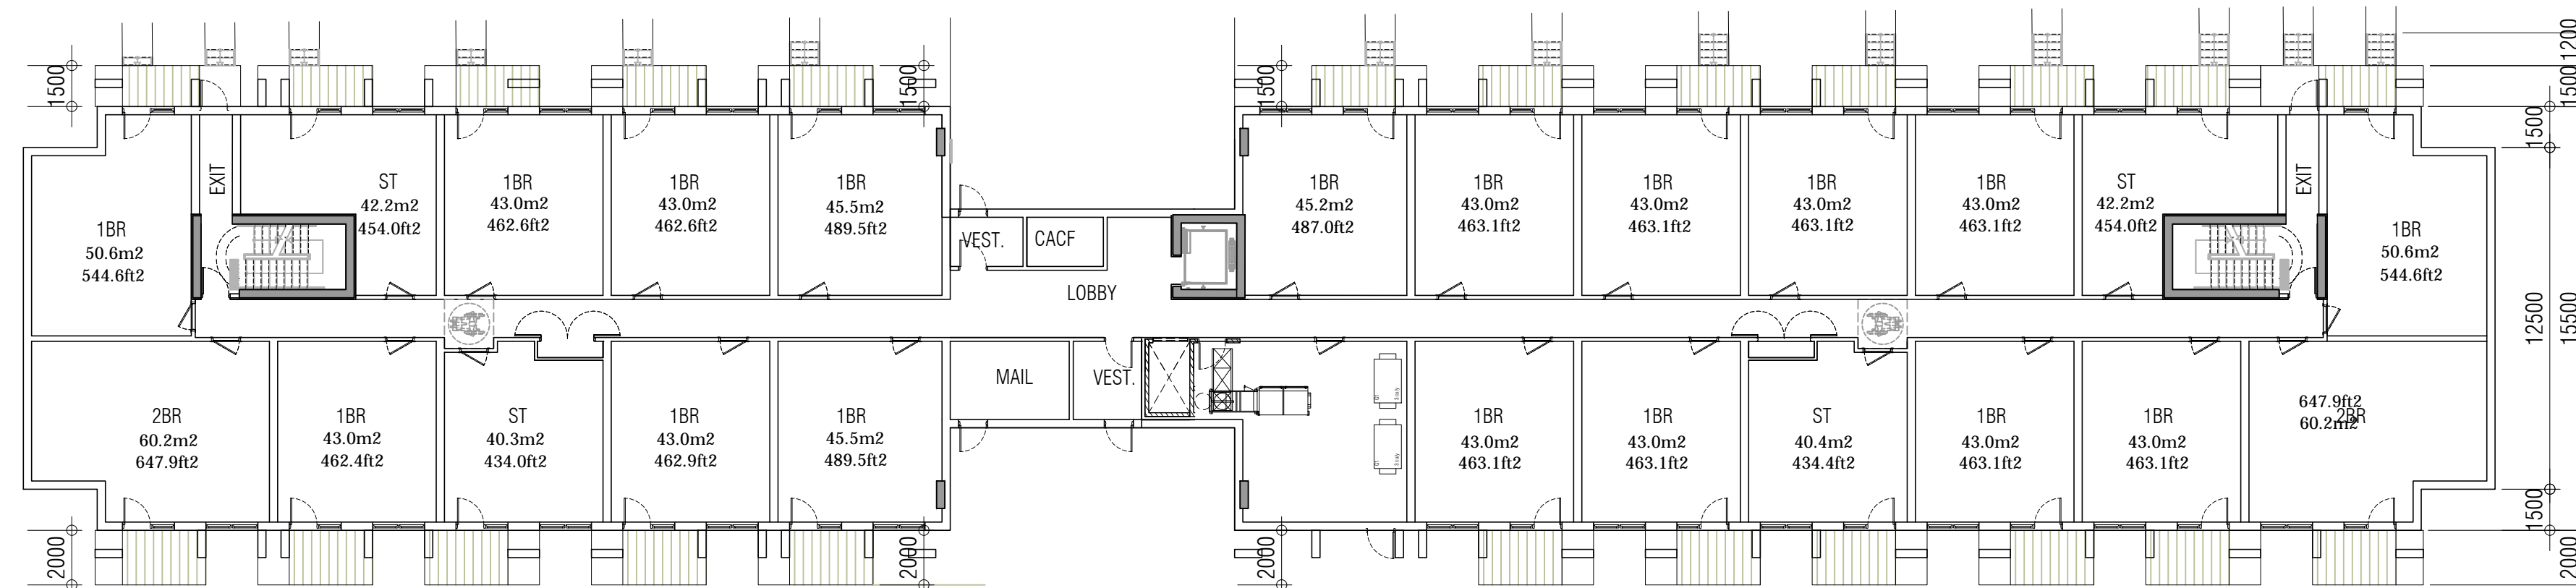 1500
1500
1500
1200
1500
1500
1BR
50.6m2
544.6ft2
EXIT
ST
42.2m2
454.0ft2
1BR
43.0m2
462.6ft2
1BR
43.0m2
462.6ft2
1BR
45.5m2
489.5ft2
VEST.
CACF
LOBBY
1BR
45.2m2
487.0ft2
1BR
43.0m2
463.1ft2
1BR
43.0m2
463.1ft2
1BR
43.0m2
463.1ft2
1BR
43.0m2
463.1ft2
ST
42.2m2
454.0ft2
EXIT
1BR
50.6m2
544.6ft2
12500
15500
2BR
60.2m2
647.9ft2
1BR
43.0m2
462.4ft2
ST
40.3m2
434.0ft2
1BR
43.0m2
462.9ft2
1BR
45.5m2
489.5ft2
MAIL
VEST.
1BR
43.0m2
463.1ft2
1BR
43.0m2
463.1ft2
ST
40.4m2
434.4ft2
1BR
43.0m2
463.1ft2
1BR
43.0m2
463.1ft2
647.9ft2
2BR
60.2m2
1500
2000
2000
2000
2000